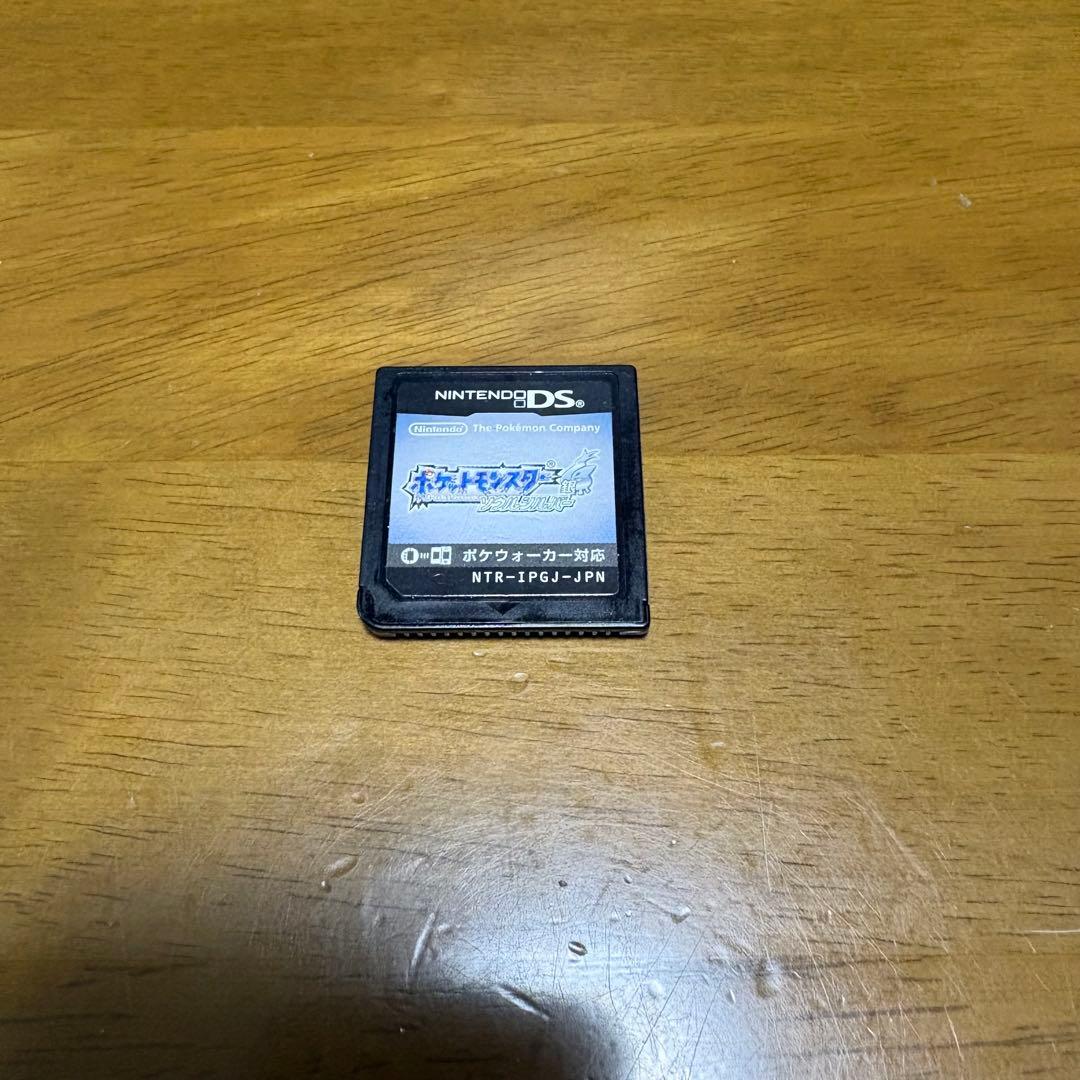 NINTENDO DS®
Nintendo® The Pokémon Company
ポケットモンスター®
銀
ソウルシルバー
ポケウォーカー対応
NTR-IPGJ-JPN